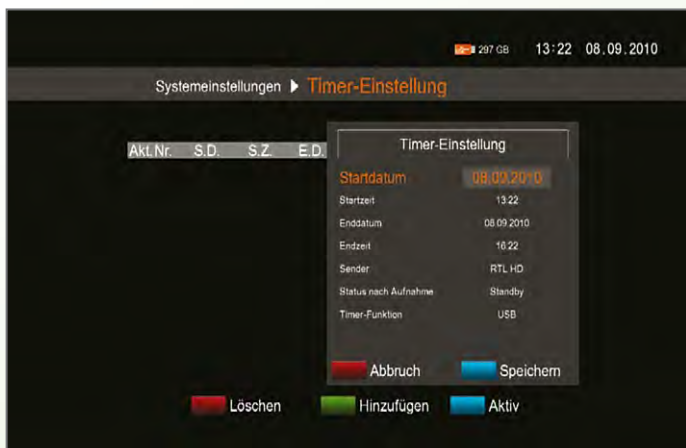 297 GB 13:22 08.09.2010
Systemeinstellungen Timer-Einstellung
Akt. Nr. S.D. S.Z. E.D.
Timer-Einstellung
Startdatum 08.09.2010
Startzeit 13:22
Enddatum 08.09.2010
Endzeit 16:22
Sender RTL HD
Status nach Aufnahme Standby
Timer-Funktion USB
Abbruch Speichern
Löschen Hinzufügen Aktiv